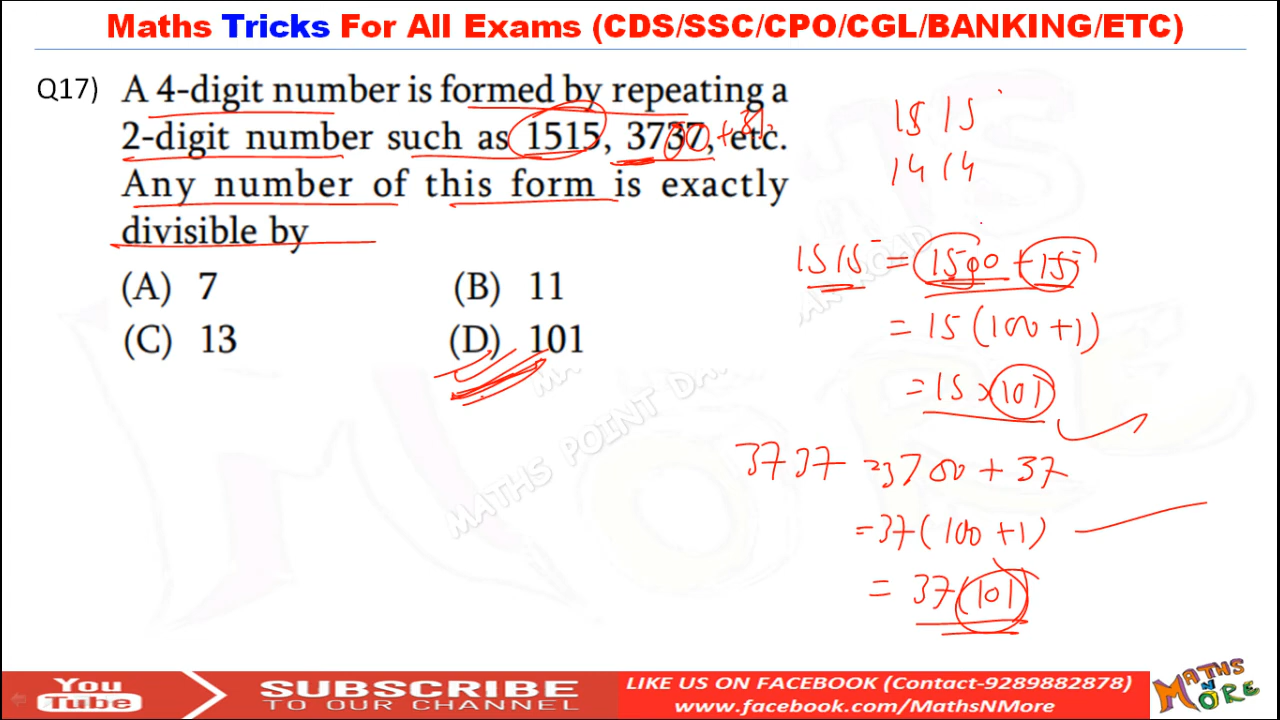 Maths Tricks For All Exams (CDS/SSC/CPO/CGL/BANKING/ETC)
Q17) A 4-digit number is formed by repeating a
2-digit number such as 1515, 3737, etc.
Any number of this form is exactly
divisible by
(A) 7 (B) 11
(C) 13 (D) 101
15 15
14 14
1515 = 1500 + 15
= 15 (100 + 1)
= 15 × 101
3737 = 3700 + 37
= 37 (100 + 1)
= 37 (101)
MATHS POINT
You
Tube
SUBSCRIBE
TO OUR CHANNEL
LIKE US ON FACEBOOK (Contact-9289882878)
www.facebook.com/MathsNMore
MATHS
N
MORE